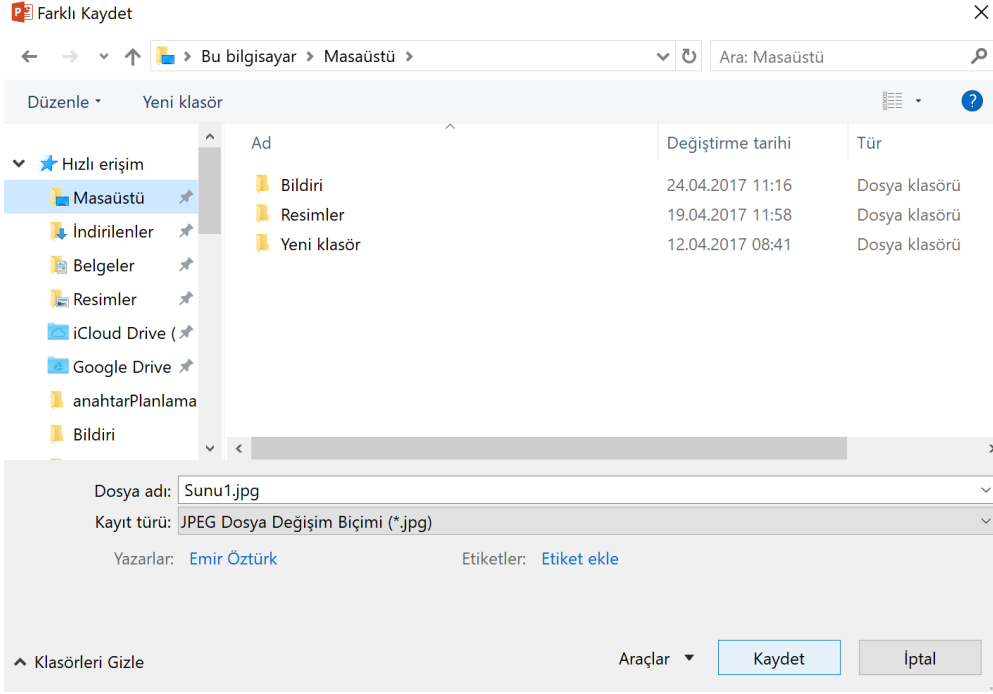 Farklı Kaydet
Bu bilgisayar > Masaüstü >
Ara: Masaüstü
Düzenle
Yeni klasör
?
Hızlı erişim
Masaüstü
İndirilenler
Belgeler
Resimler
iCloud Drive (
Google Drive
anahtarPlanlama
Bildiri
Ad Değiştirme tarihi Tür
Bildiri 24.04.2017 11:16 Dosya klasörü
Resimler 19.04.2017 11:58 Dosya klasörü
Yeni klasör 12.04.2017 08:41 Dosya klasörü
Dosya adı: Sunu1.jpg
Kayıt türü: JPEG Dosya Değişim Biçimi (*.jpg)
Yazarlar: Emir Öztürk Etiketler: Etiket ekle
Klasörleri Gizle
Araçlar Kaydet İptal